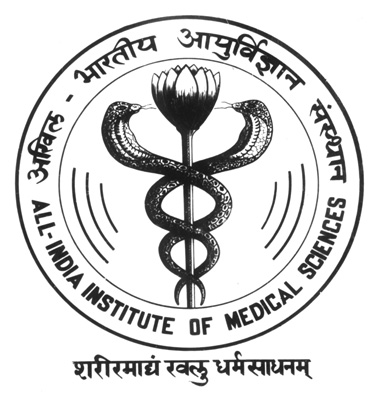 अखिल - भारतीय आयुर्विज्ञान संस्थान
ALL-INDIA INSTITUTE OF MEDICAL SCIENCES
शरीरमाद्यं खलु धर्मसाधनम्